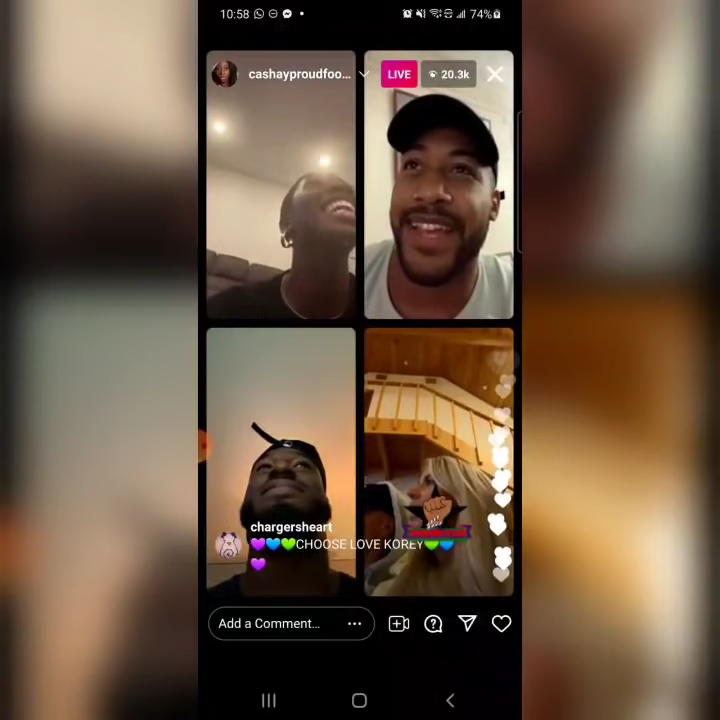 10:58
74%
cashayproudfoo...
LIVE
20.3k
chargersheart
💜💙💚CHOOSE LOVE KOREY💚💙
💜
Add a Comment...